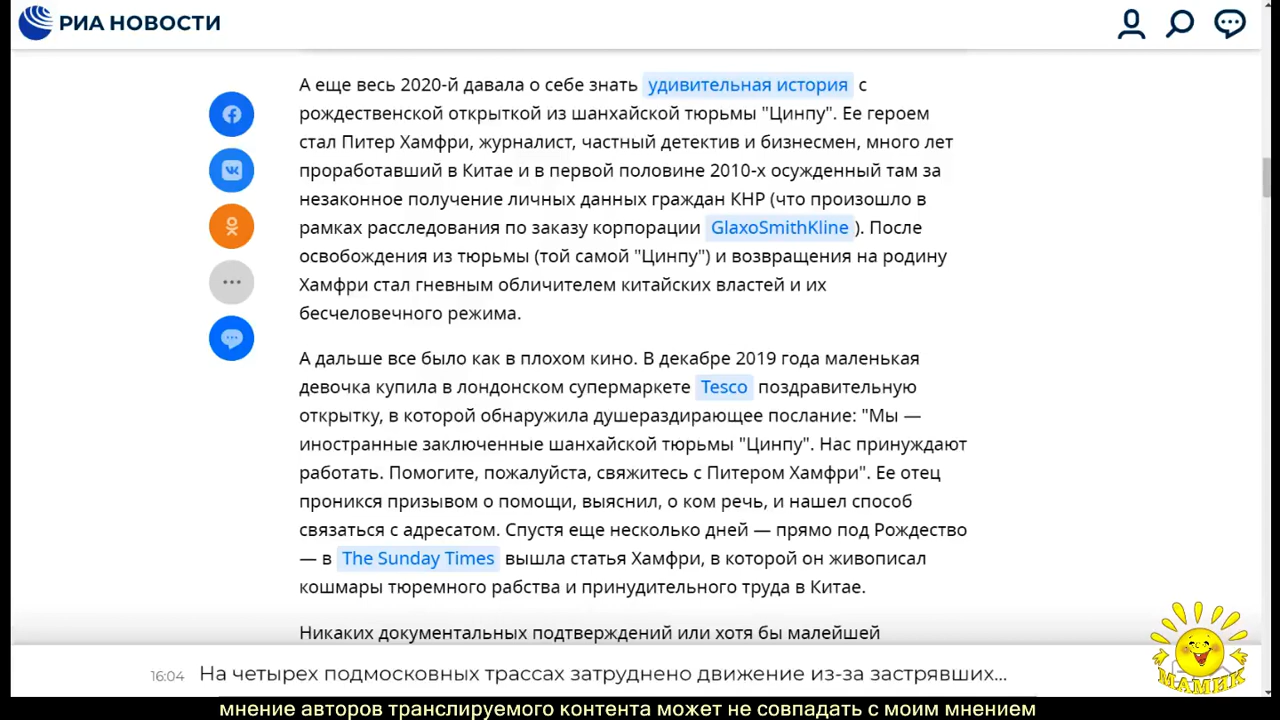 РИА НОВОСТИ
А еще весь 2020-й давала о себе знать удивительная история с
рождественской открыткой из шанхайской тюрьмы "Цинпу". Ее героем
стал Питер Хамфри, журналист, частный детектив и бизнесмен, много лет
проработавший в Китае и в первой половине 2010-х осужденный там за
незаконное получение личных данных граждан КНР (что произошло в
рамках расследования по заказу корпорации GlaxoSmithKline ). После
освобождения из тюрьмы (той самой "Цинпу") и возвращения на родину
Хамфри стал гневным обличителем китайских властей и их
бесчеловечного режима.
А дальше все было как в плохом кино. В декабре 2019 года маленькая
девочка купила в лондонском супермаркете Tesco поздравительную
открытку, в которой обнаружила душераздирающее послание: "Мы —
иностранные заключенные шанхайской тюрьмы "Цинпу". Нас принуждают
работать. Помогите, пожалуйста, свяжитесь с Питером Хамфри". Ее отец
проникся призывом о помощи, выяснил, о ком речь, и нашел способ
связаться с адресатом. Спустя еще несколько дней — прямо под Рождество
— в The Sunday Times вышла статья Хамфри, в которой он живописал
кошмары тюремного рабства и принудительного труда в Китае.
Никаких документальных подтверждений или хотя бы малейшей
16:04 На четырех подмосковных трассах затруднено движение из-за застрявших...
МАМИК
мнение авторов транслируемого контента может не совпадать с моим мнением